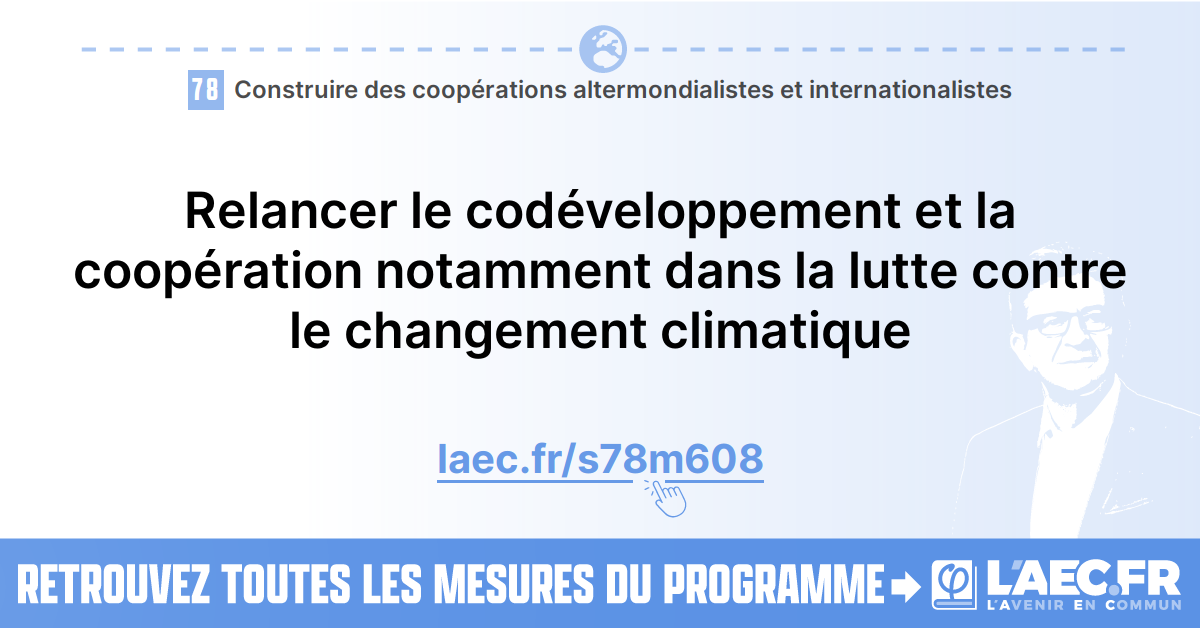 78 Construire des coopérations altermondialistes et internationalistes
Relancer le codéveloppement et la
coopération notamment dans la lutte contre
le changement climatique
laec.fr/s78m608
RETROUVEZ TOUTES LES MESURES DU PROGRAMME
L'AEC.FR
L'AVENIR EN COMMUN